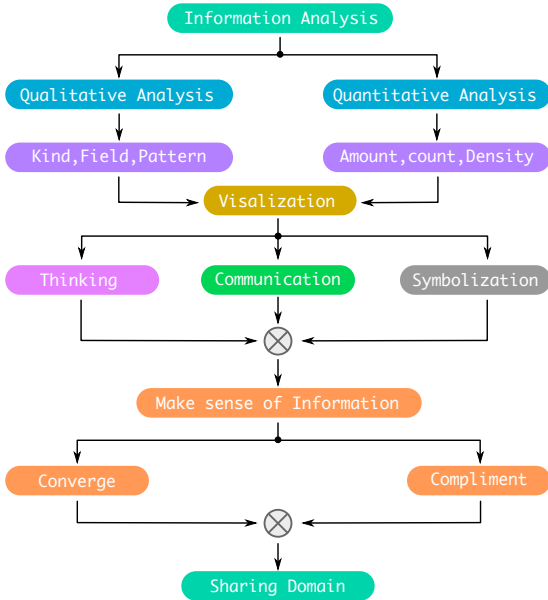 Information Analysis
Qualitative Analysis
Quantitative Analysis
Kind,Field,Pattern
Amount,count,Density
Visalization
Thinking
Communication
Symbolization
Make sense of Information
Converge
Compliment
Sharing Domain